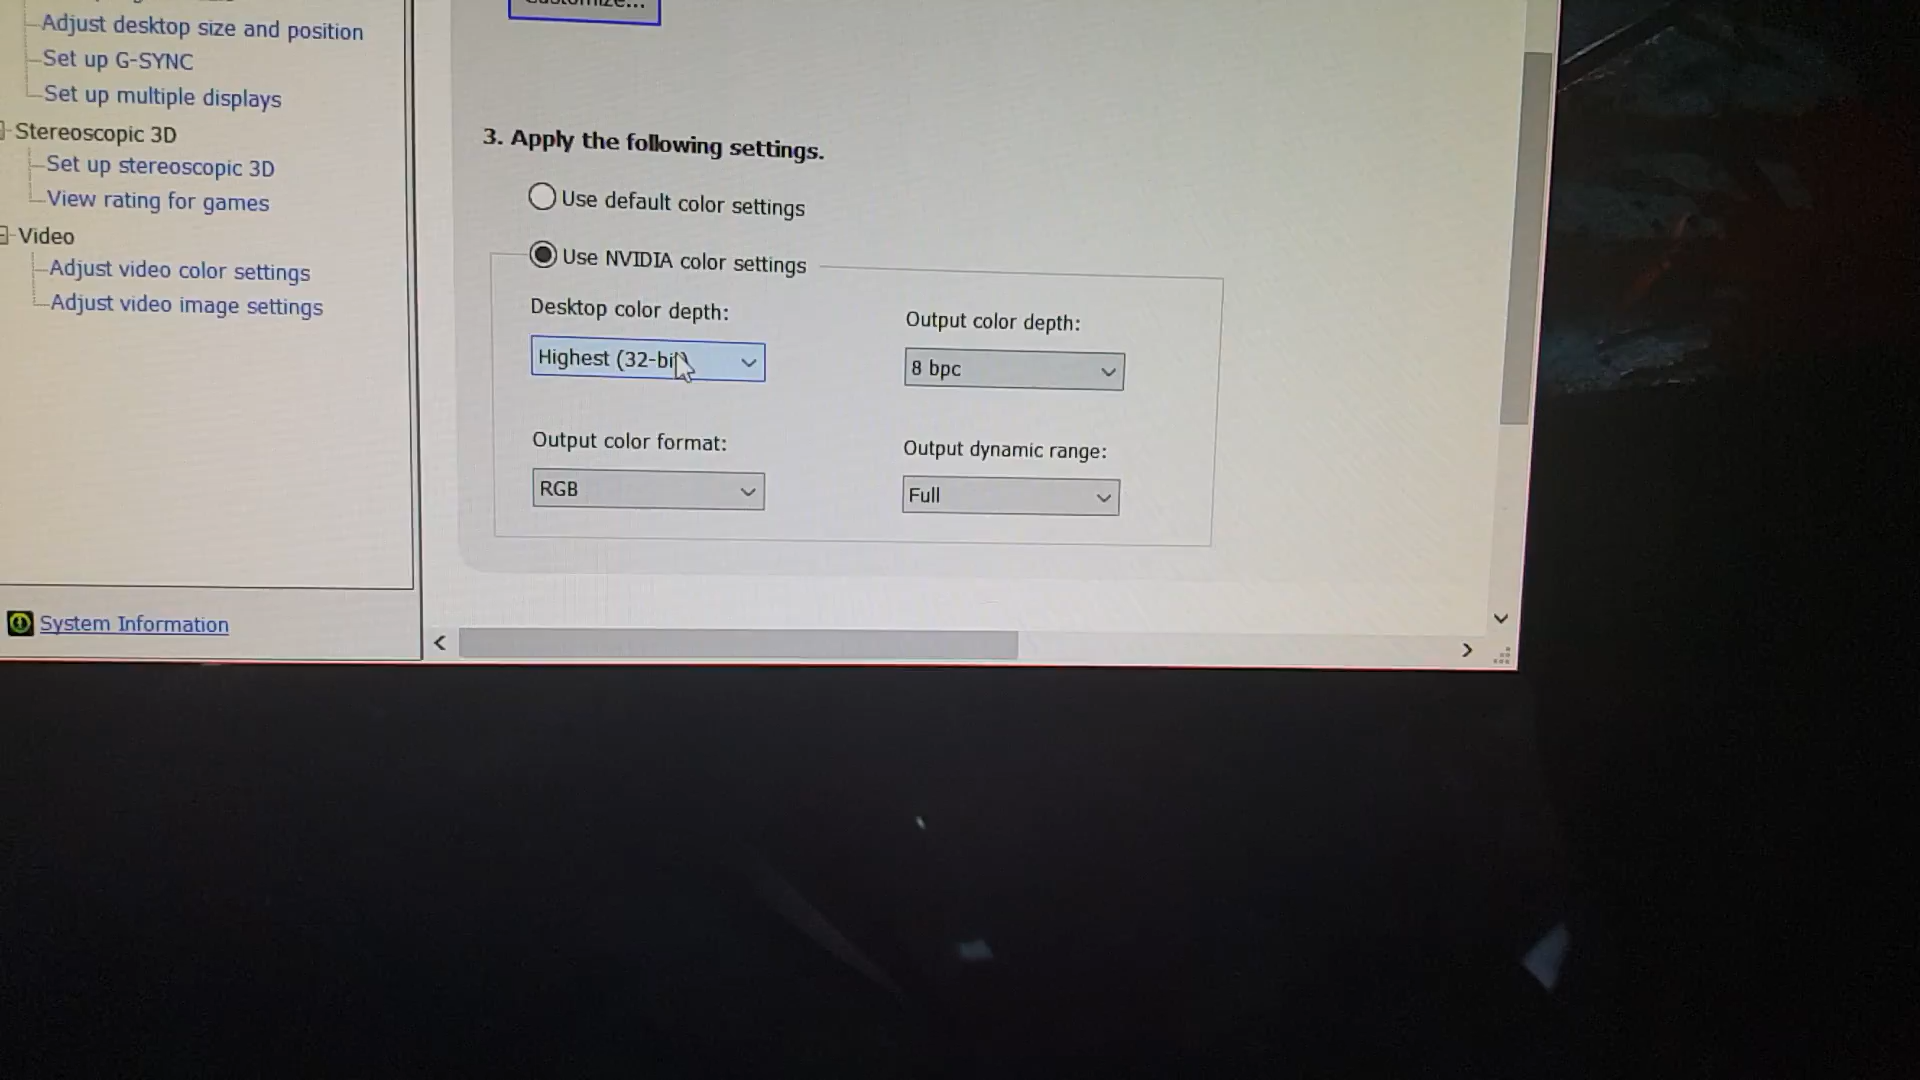 Customize...
Adjust desktop size and position
Set up G-SYNC
Set up multiple displays
Stereoscopic 3D
Set up stereoscopic 3D
View rating for games
Video
Adjust video color settings
Adjust video image settings
System Information
3. Apply the following settings.
Use default color settings
Use NVIDIA color settings
Desktop color depth:
Highest (32-bit)
Output color depth:
8 bpc
Output color format:
RGB
Output dynamic range:
Full